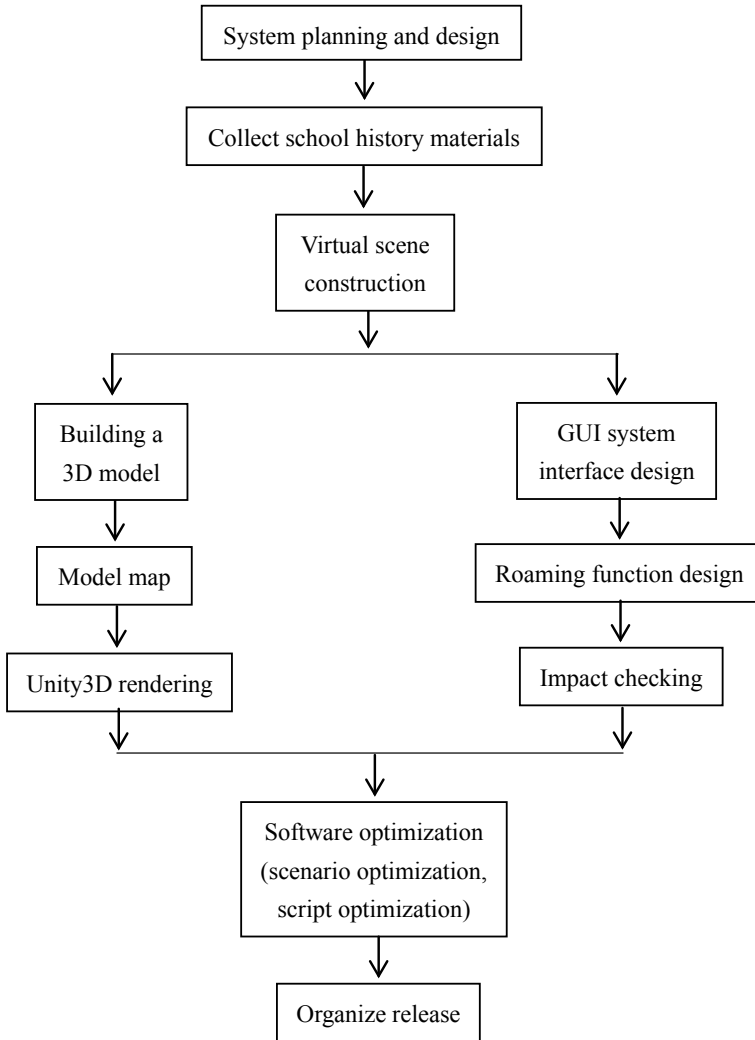 System planning and design
Collect school history materials
Virtual scene
construction
Building a
3D model
Model map
Unity3D rendering
GUI system
interface design
Roaming function design
Impact checking
Software optimization
(scenario optimization,
script optimization)
Organize release